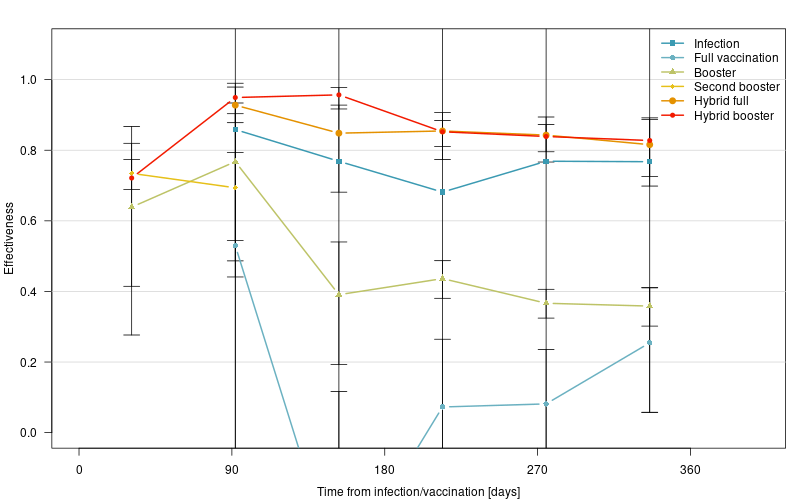 Infection
Full vaccination
Booster
Second booster
Hybrid full
Hybrid booster
1.0
0.8
0.6
0.4
0.2
0.0
Effectiveness
0 90 180 270 360
Time from infection/vaccination [days]